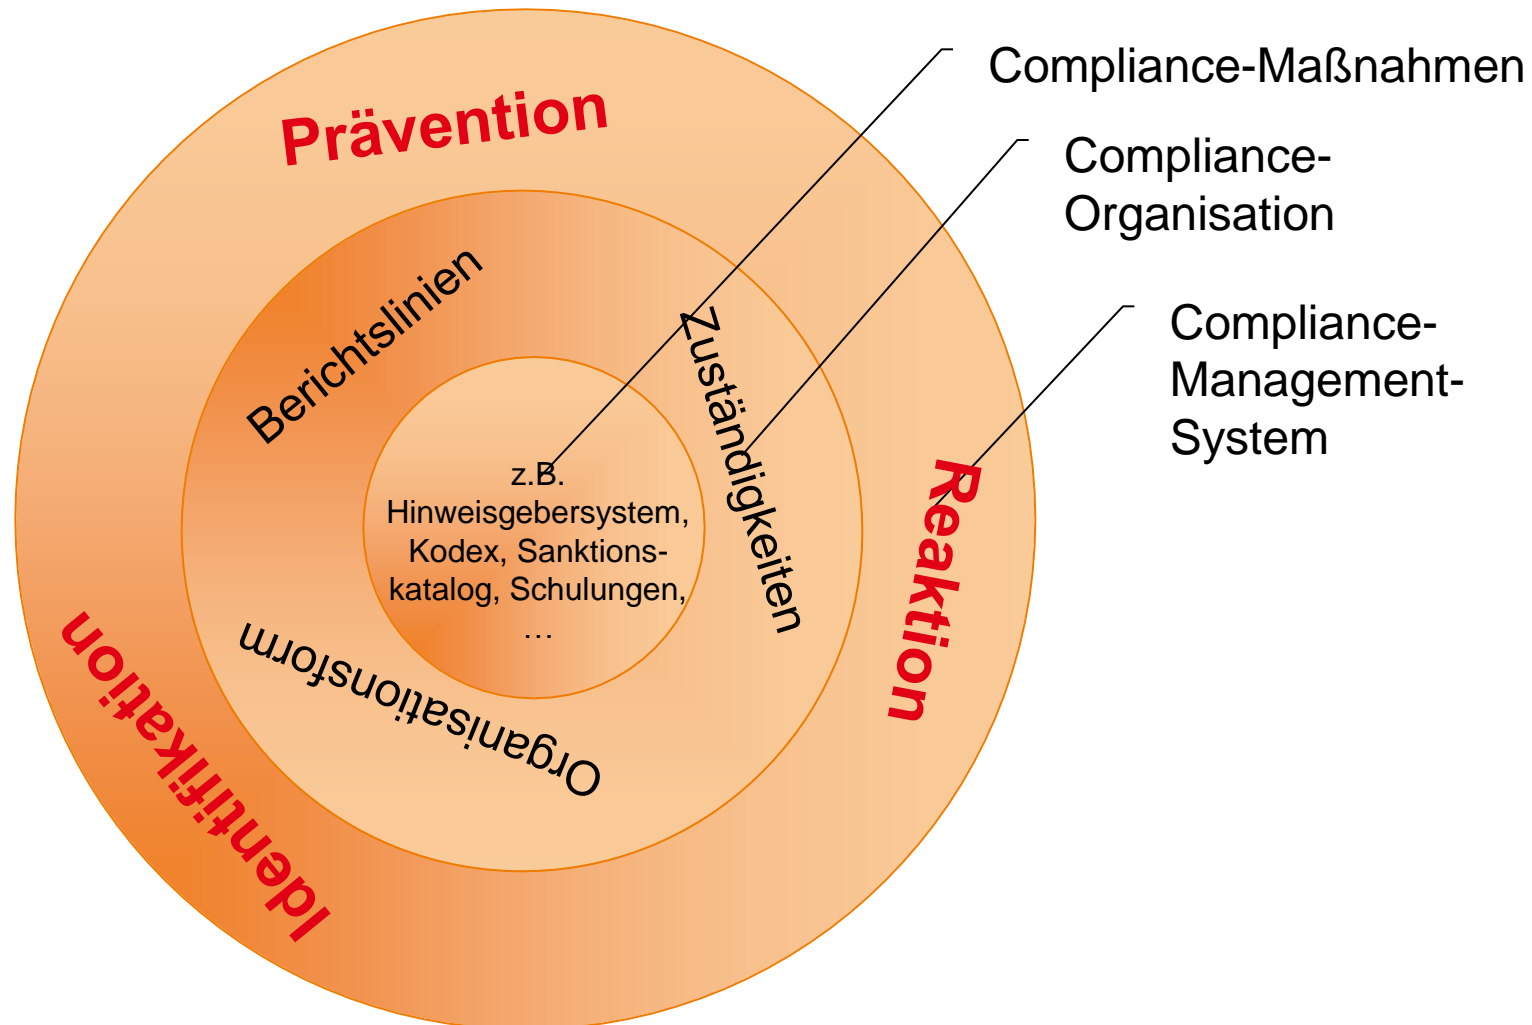 Compliance-Maßnahmen
Compliance-
Organisation
Compliance-
Management-
System
Prävention
Berichtslinien
Zuständigkeiten
z.B.
Hinweisgebersystem,
Kodex, Sanktions-
katalog, Schulungen,
…
Reaktion
Organisationsform
Identifikation